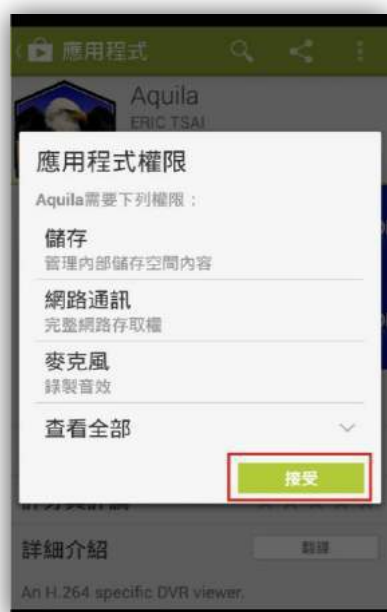 應用程式
Aquila
ERIC TSAI
應用程式權限
Aquila需要下列權限：
儲存
管理內部儲存空間內容
網路通訊
完整網路存取權
麥克風
錄製音效
查看全部
接受
詳細介紹
翻譯
An H.264 specific DVR viewer.